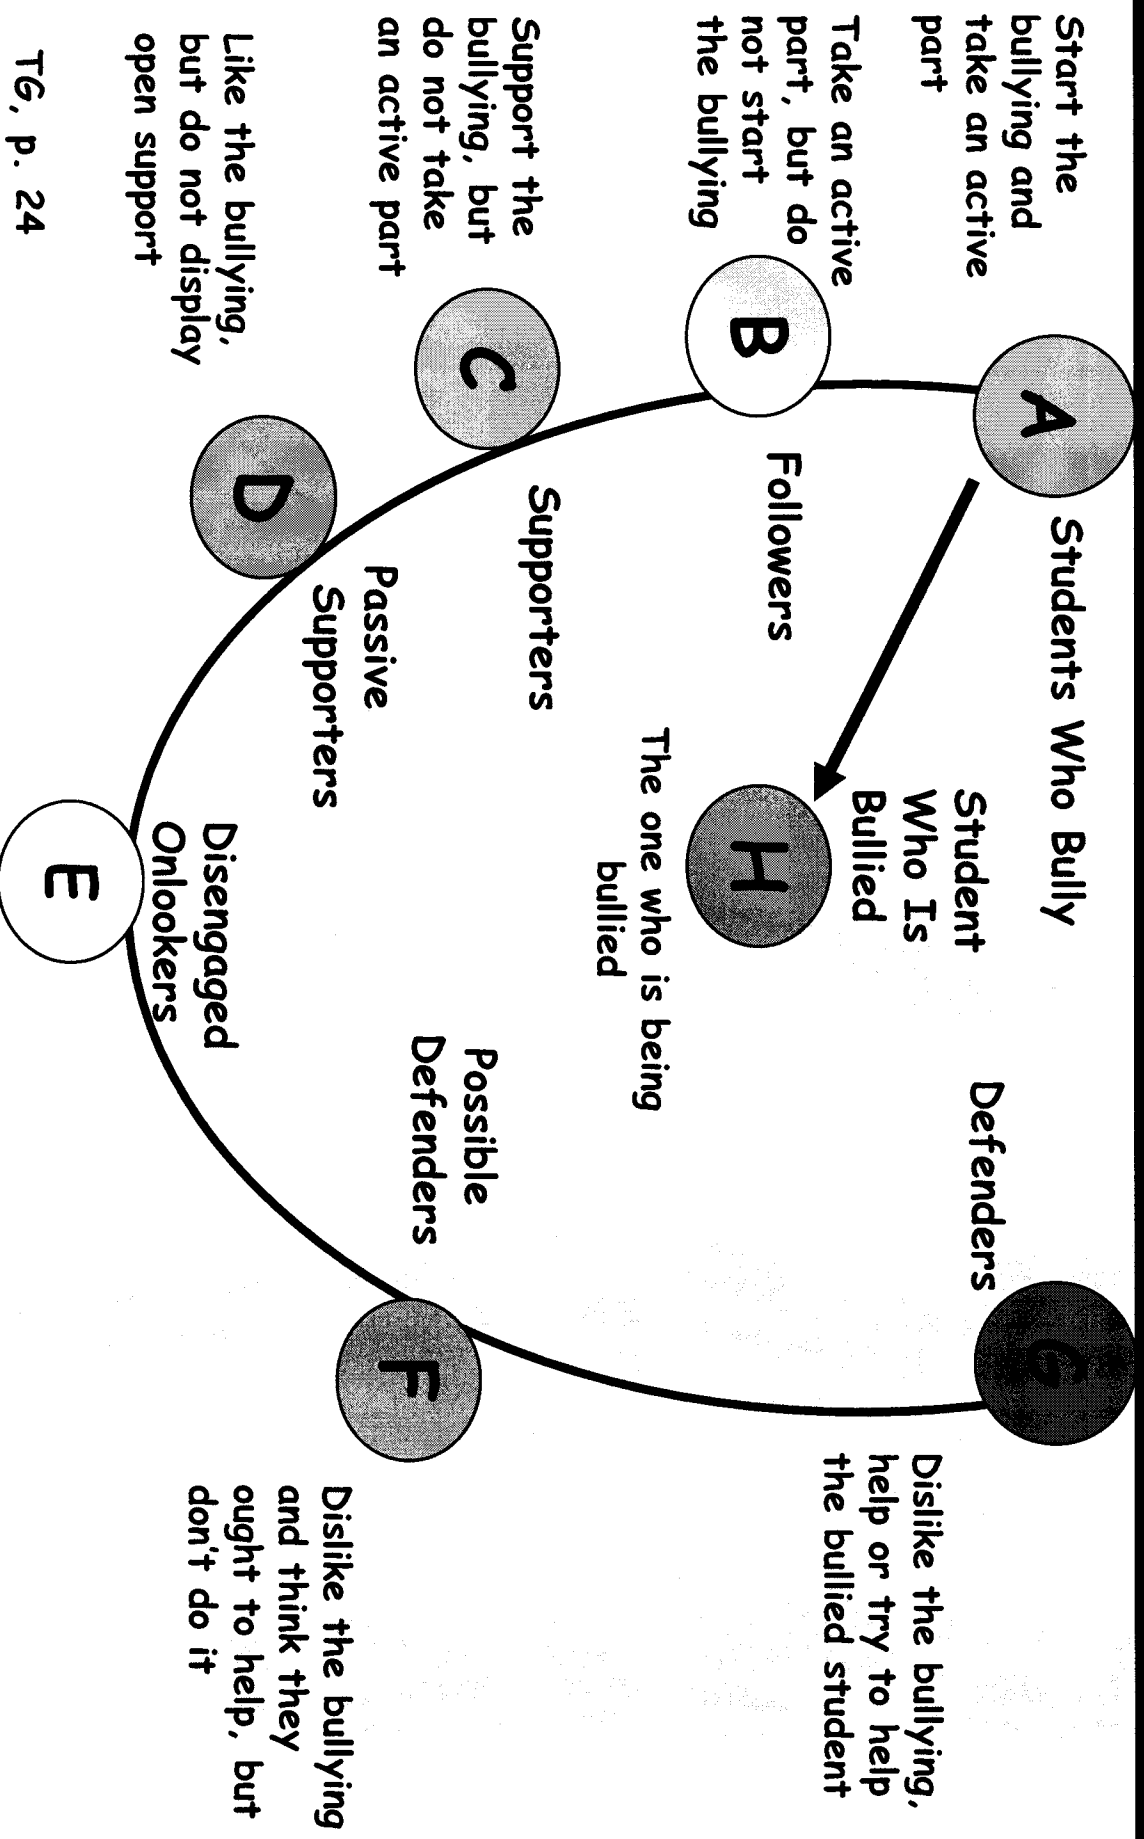 Start the
bullying and
take an active
part
A
Students Who Bully
Take an active
part, but do
not start
the bullying
B
Followers
Support the
bullying, but
do not take
an active part
C
Supporters
Like the bullying,
but do not display
open support
D
Passive
Supporters
E
Disengaged
Onlookers
Student
Who Is
Bullied
H
The one who is being
bullied
Possible
Defenders
F
Dislike the bullying
and think they
ought to help, but
don't do it
Defenders
G
Dislike the bullying,
help or try to help
the bullied student
TG, p. 24